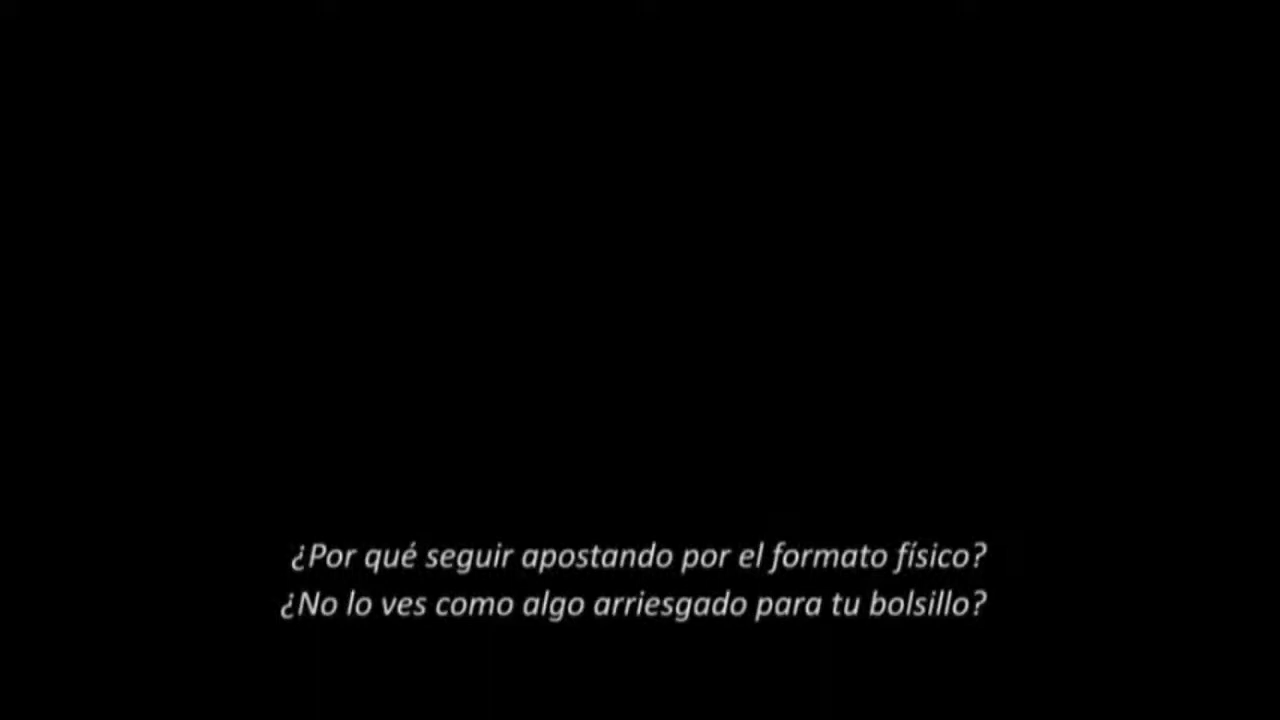 ¿Por qué seguir apostando por el formato físico?
¿No lo ves como algo arriesgado para tu bolsillo?